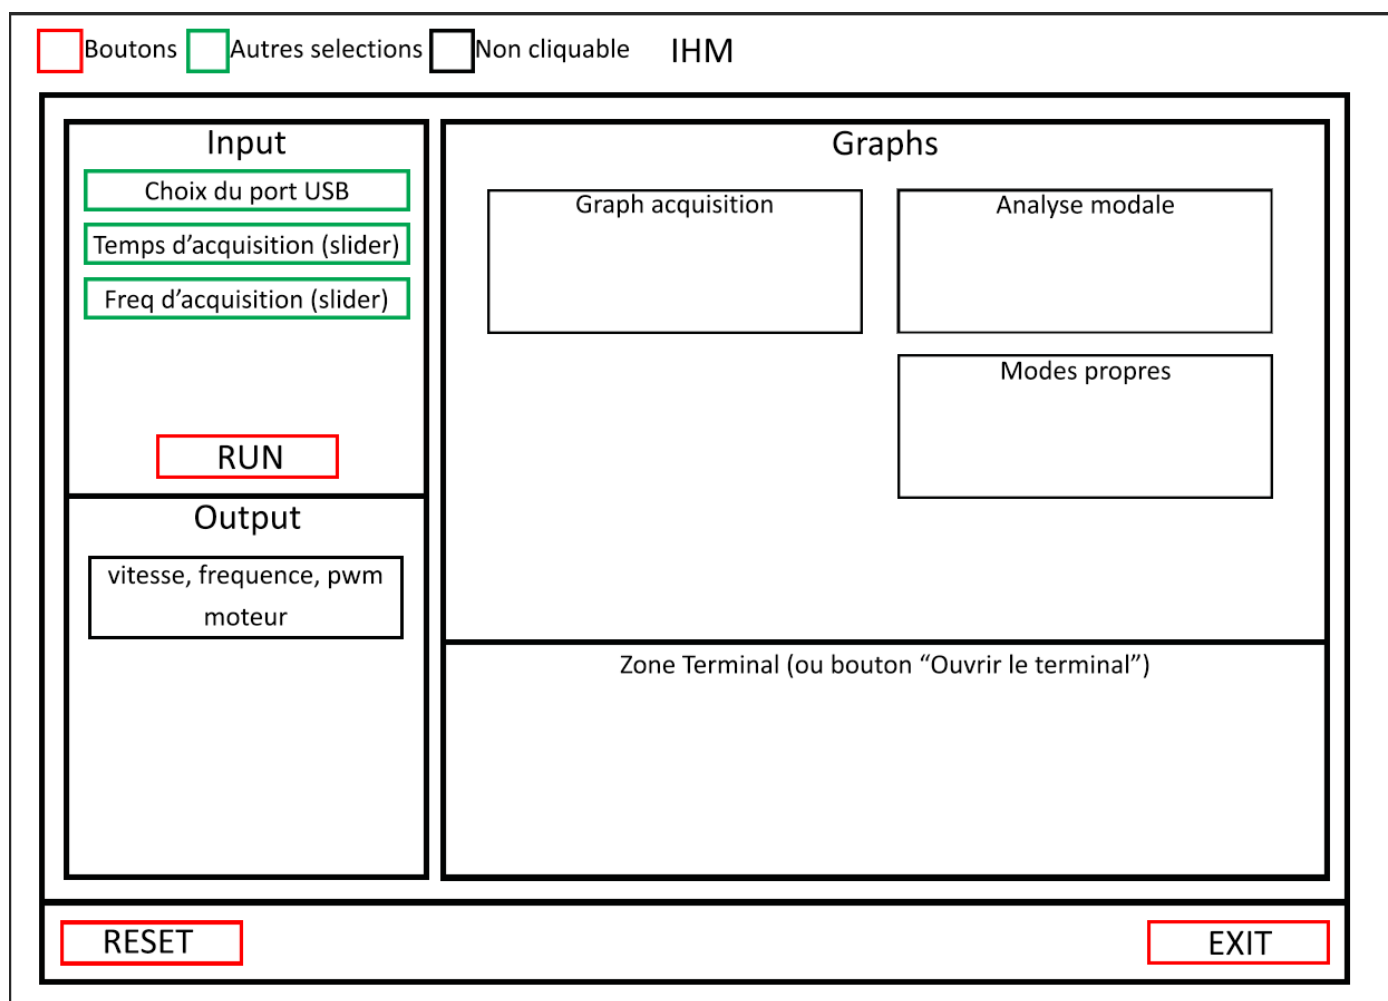 Boutons
Autres selections
Non cliquable
IHM
Input
Choix du port USB
Temps d’acquisition (slider)
Freq d’acquisition (slider)
RUN
Output
vitesse, frequence, pwm
moteur
Graphs
Graph acquisition
Analyse modale
Modes propres
Zone Terminal (ou bouton “Ouvrir le terminal”)
RESET
EXIT